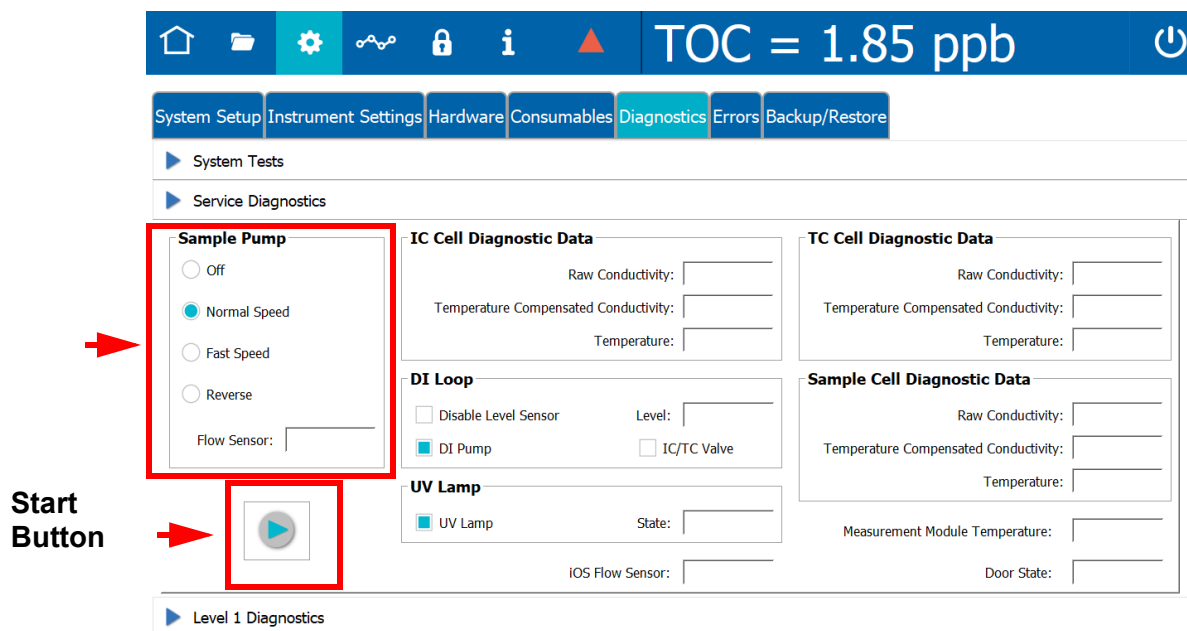 TOC = 1.85 ppb
System Setup Instrument Settings Hardware Consumables Diagnostics Errors Backup/Restore
System Tests
Service Diagnostics
Sample Pump
Off
Normal Speed
Fast Speed
Reverse
Flow Sensor:
Start
Button
IC Cell Diagnostic Data
Raw Conductivity:
Temperature Compensated Conductivity:
Temperature:
DI Loop
Disable Level Sensor Level:
DI Pump IC/TC Valve
UV Lamp
UV Lamp State:
iOS Flow Sensor:
TC Cell Diagnostic Data
Raw Conductivity:
Temperature Compensated Conductivity:
Temperature:
Sample Cell Diagnostic Data
Raw Conductivity:
Temperature Compensated Conductivity:
Temperature:
Measurement Module Temperature:
Door State:
Level 1 Diagnostics